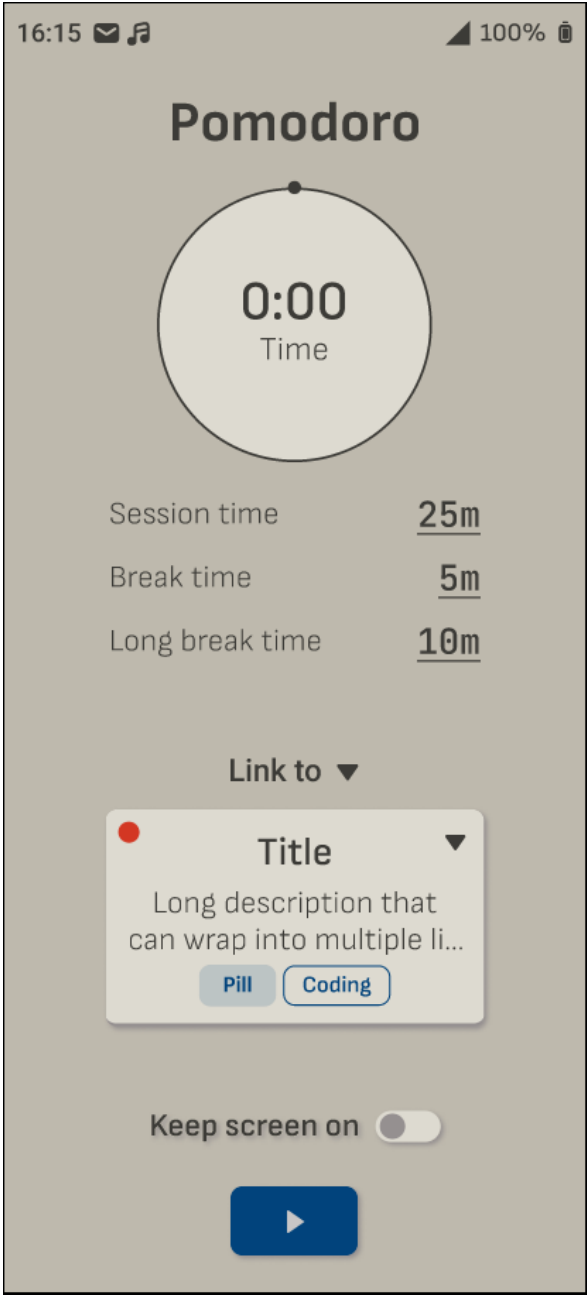 16:15 100%
Pomodoro
0:00
Time
Session time 25m
Break time 5m
Long break time 10m
Link to
Title
Long description that
can wrap into multiple li...
Pill Coding
Keep screen on